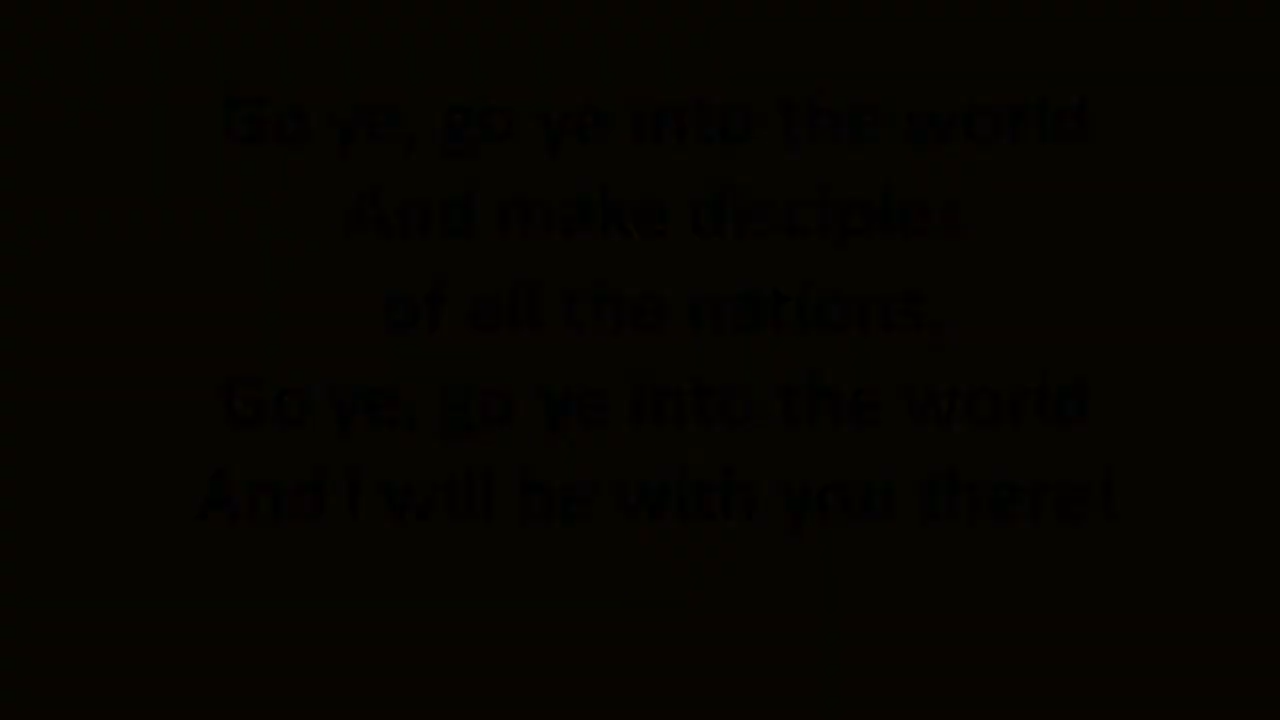 Go ye, go ye into the world
And make disciples
of all the nations,
Go ye, go ye into the world
And I will be with you there!